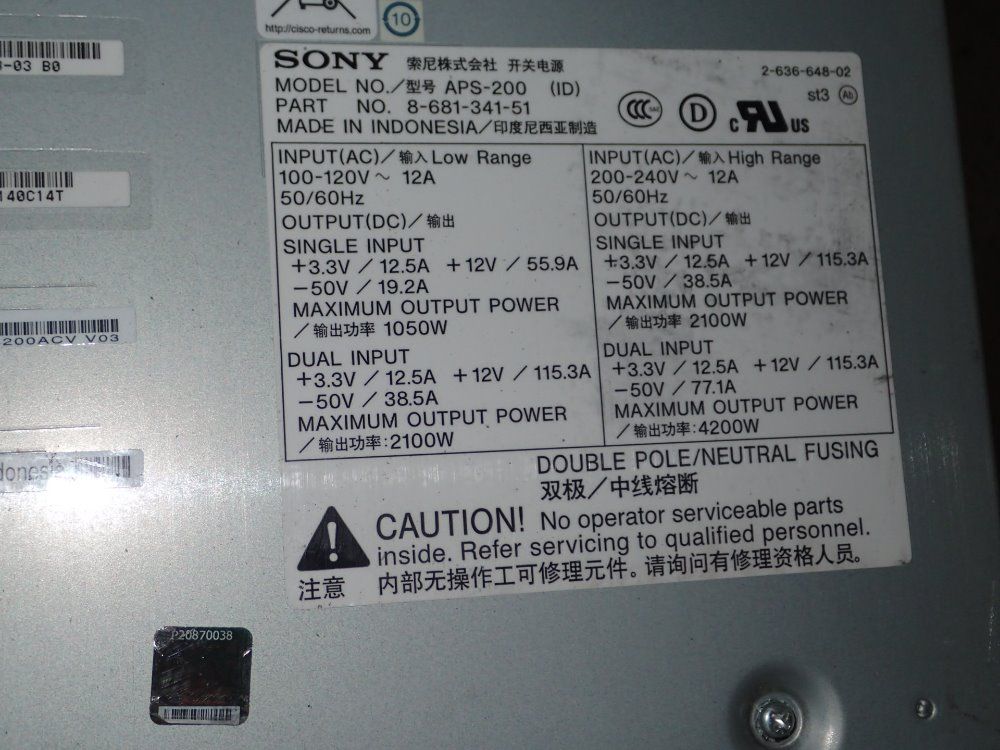 http://cisco-returns.com
10
-03 B0
140C14T
200ACV V03
SONY 索尼株式会社 开关电源
2-636-648-02
MODEL NO./型号 APS-200 (ID)
st3 Ab
PART NO. 8-681-341-51
CCC D c RU US
MADE IN INDONESIA/印度尼西亚制造
INPUT(AC)/输入 Low Range
100-120V~ 12A
50/60Hz
OUTPUT(DC)/输出
SINGLE INPUT
+3.3V / 12.5A +12V / 55.9A
-50V / 19.2A
MAXIMUM OUTPUT POWER
/输出功率 1050W
DUAL INPUT
+3.3V / 12.5A +12V / 115.3A
-50V / 38.5A
MAXIMUM OUTPUT POWER
/输出功率:2100W
INPUT(AC)/输入 High Range
200-240V~ 12A
50/60Hz
OUTPUT(DC)/输出
SINGLE INPUT
+3.3V / 12.5A +12V / 115.3A
-50V / 38.5A
MAXIMUM OUTPUT POWER
/输出功率 2100W
DUAL INPUT
+3.3V / 12.5A +12V / 115.3A
-50V / 77.1A
MAXIMUM OUTPUT POWER
/输出功率:4200W
DOUBLE POLE/NEUTRAL FUSING
双极/中线熔断
CAUTION! No operator serviceable parts
inside. Refer servicing to qualified personnel.
注意 内部无操作工可修理元件。请询问有修理资格人员。
P20870038